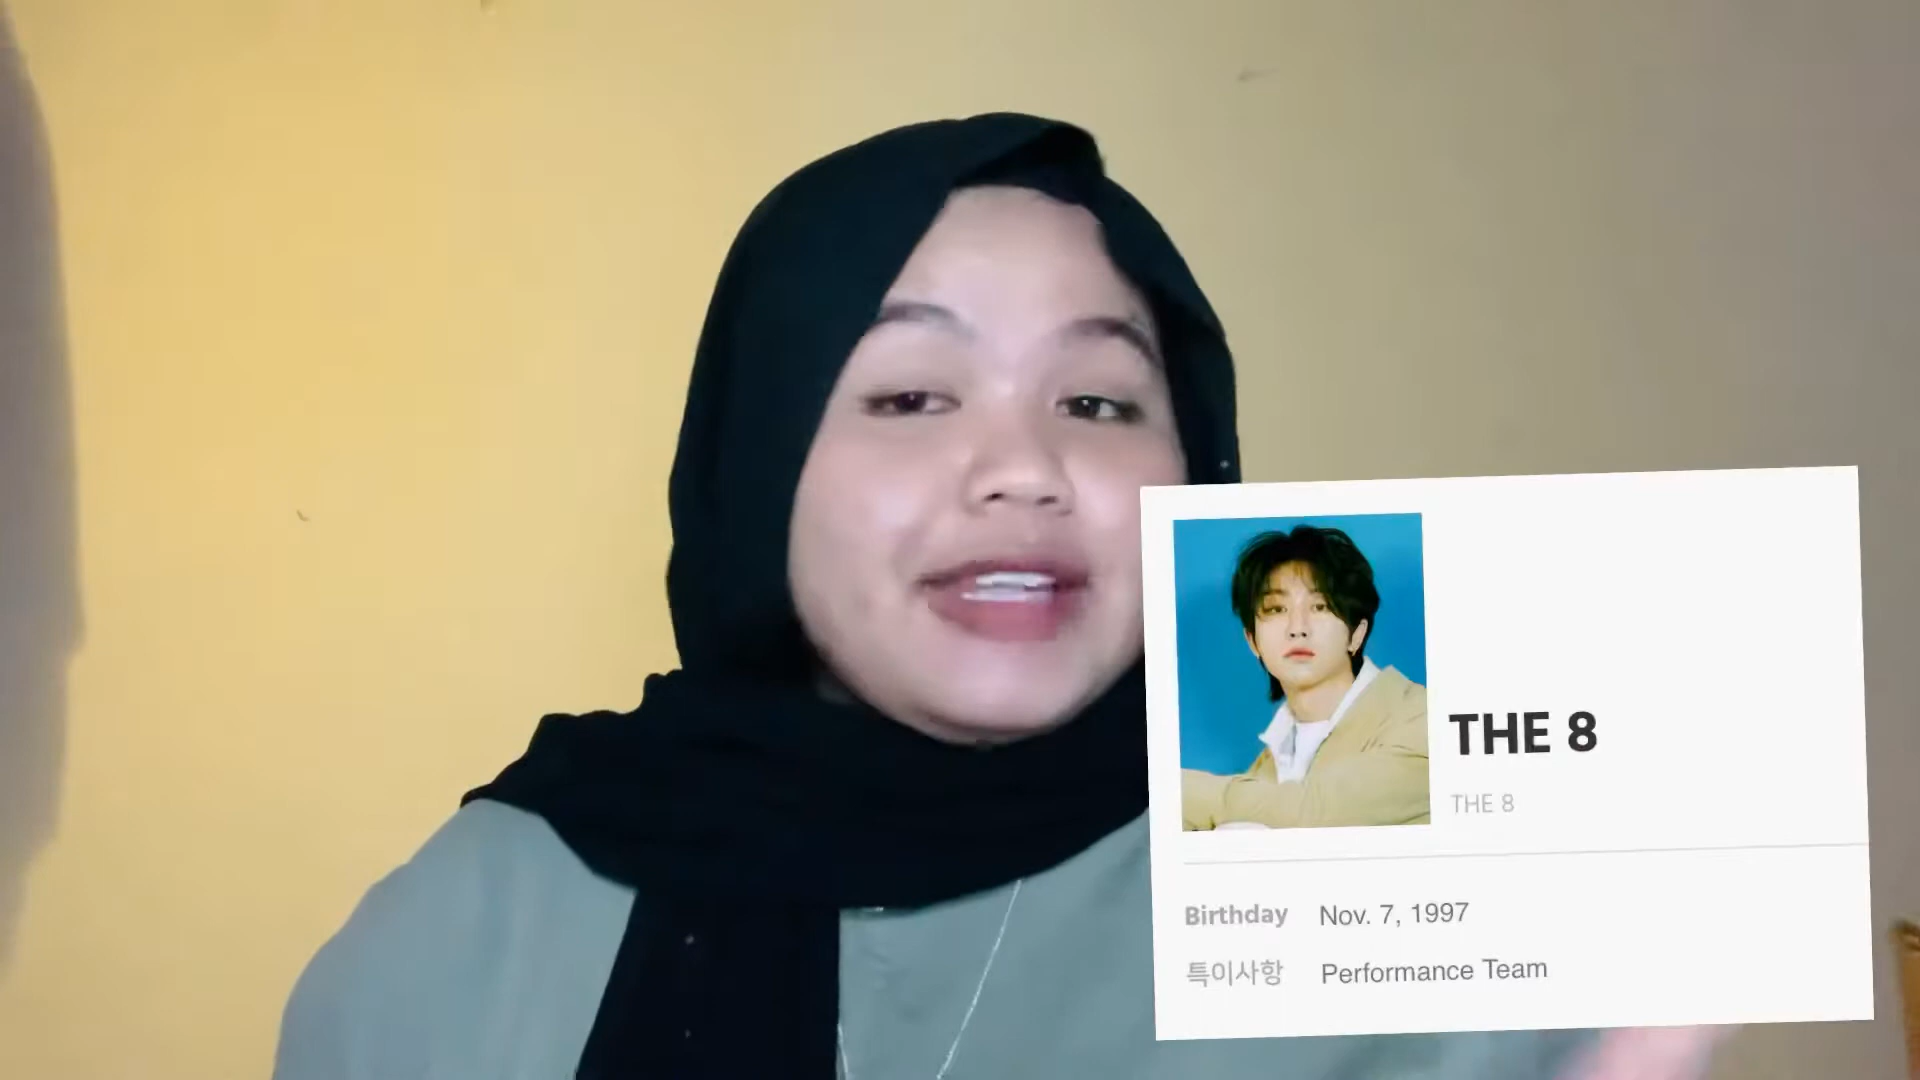 THE 8
THE 8
Birthday Nov. 7, 1997
특이사항 Performance Team